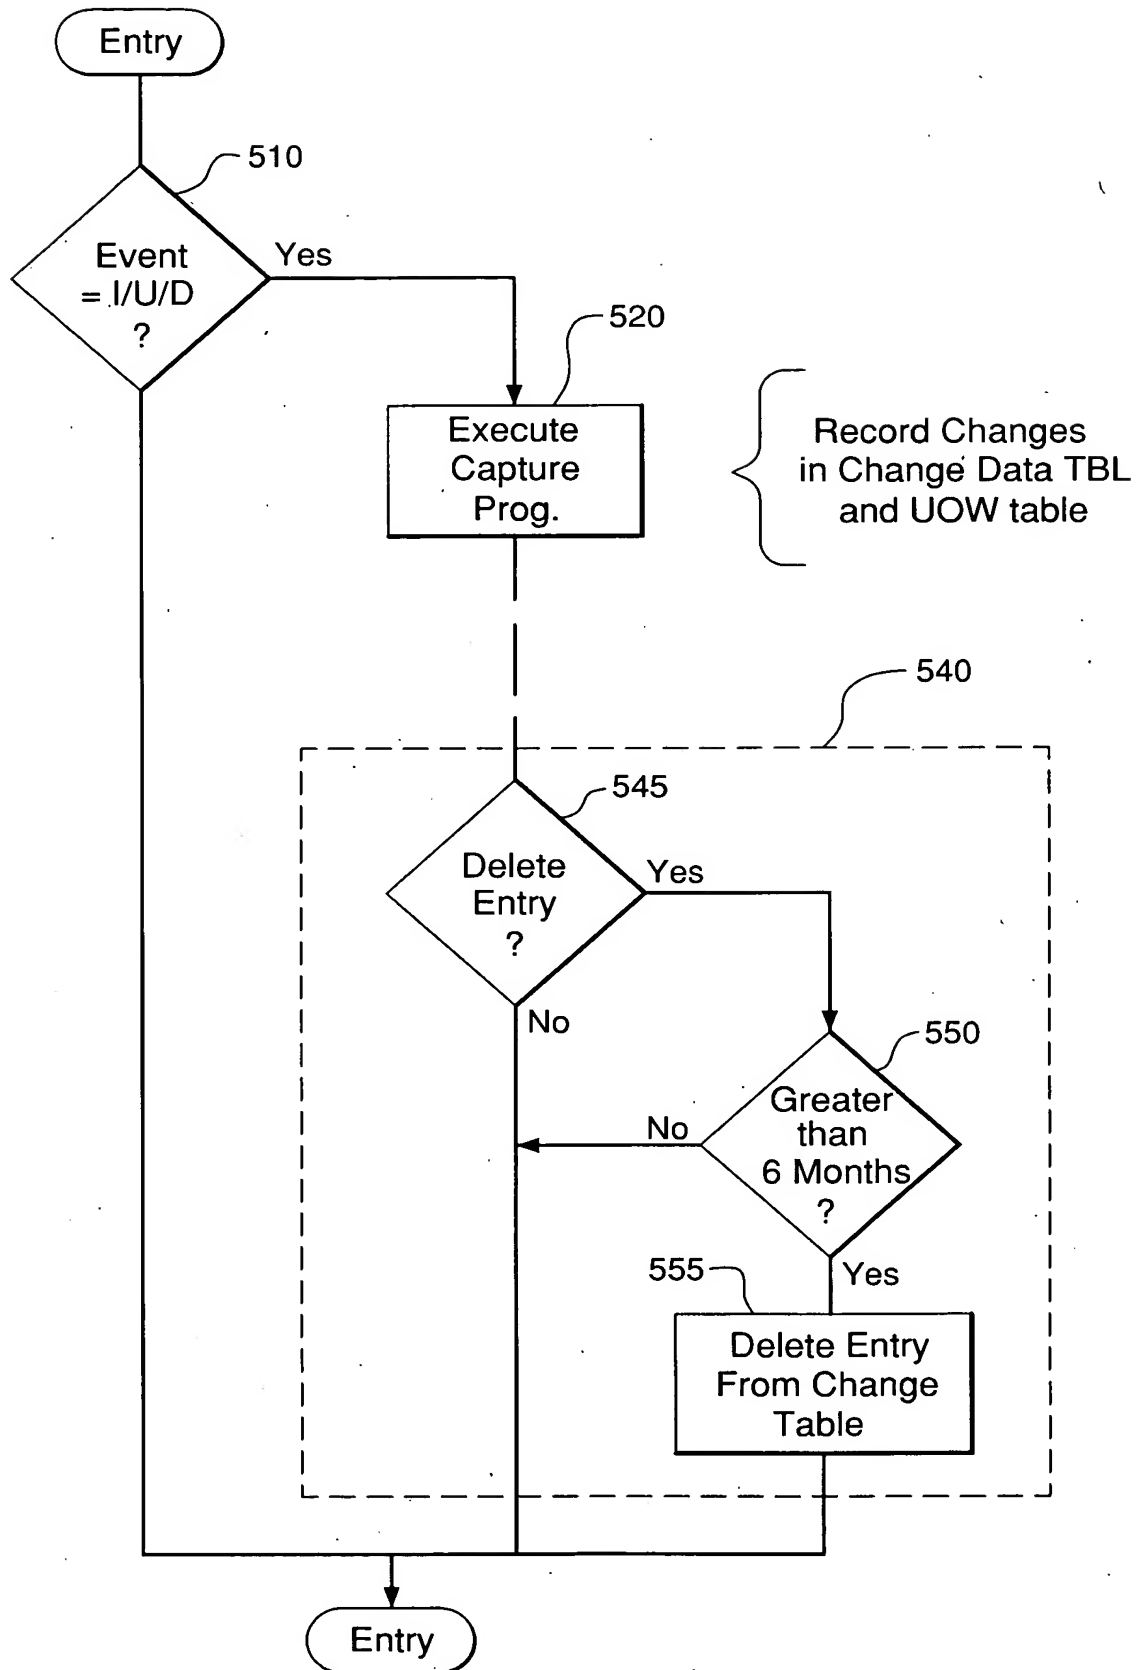 Entry
510
Event
= I/U/D
?
Yes
520
Execute
Capture
Prog.
Record Changes
in Change Data TBL
and UOW table
540
545
Delete
Entry
?
Yes
No
550
Greater
than
6 Months
?
No
Yes
555
Delete Entry
From Change
Table
Entry